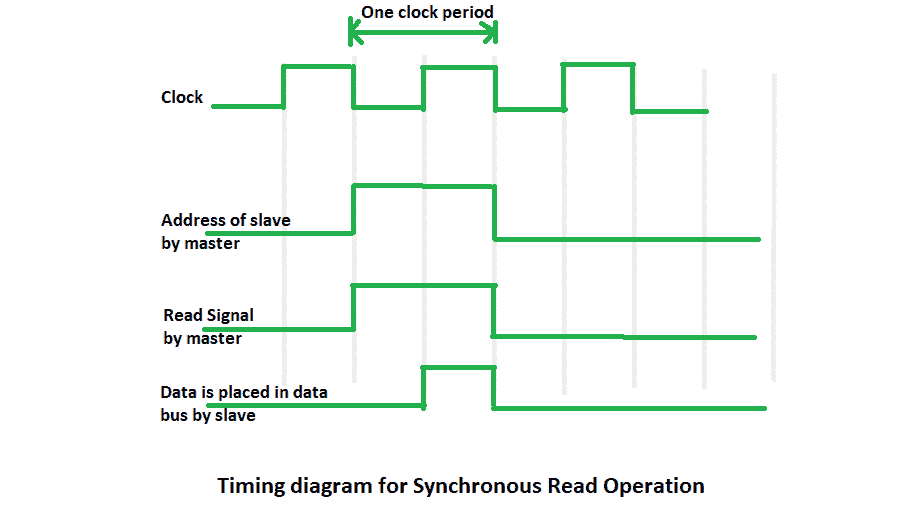 One clock period
Clock
Address of slave
by master
Read Signal
by master
Data is placed in data
bus by slave
Timing diagram for Synchronous Read Operation